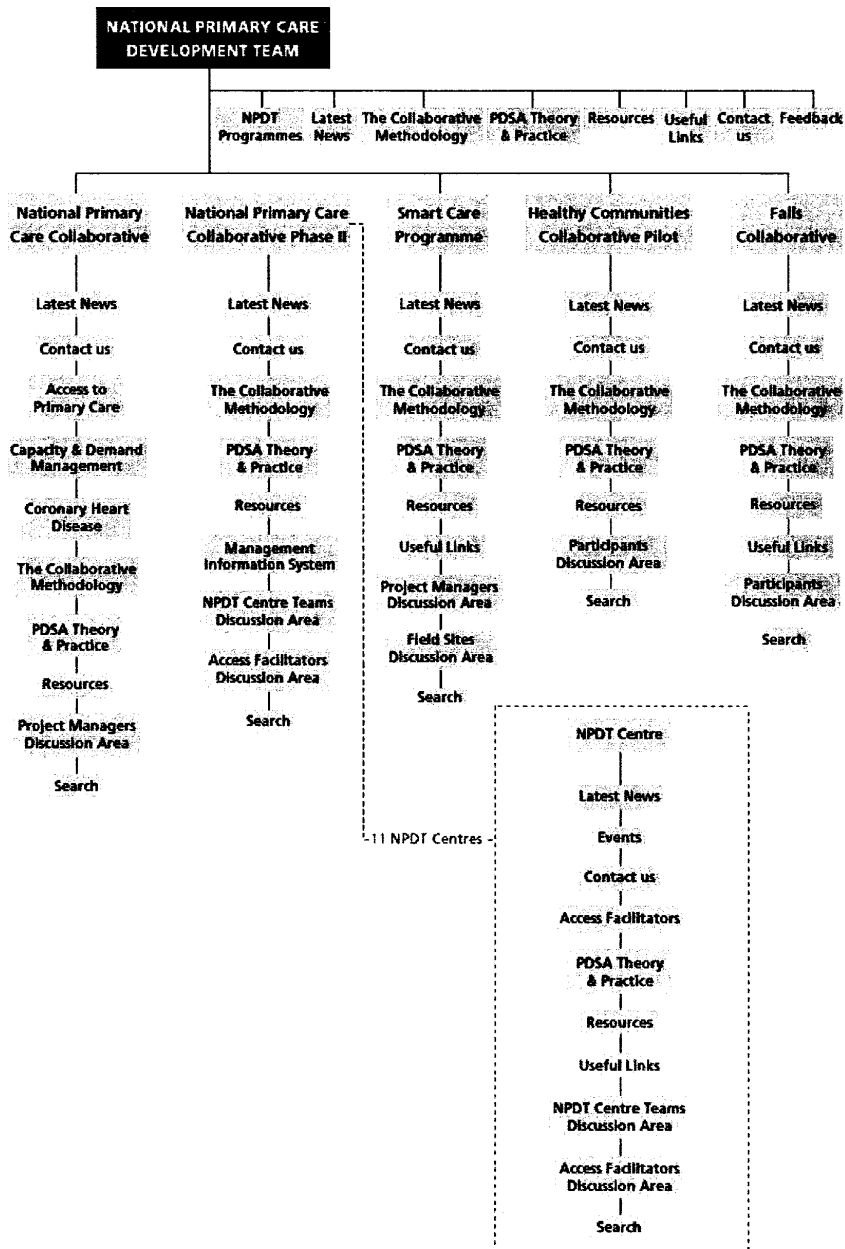 NATIONAL PRIMARY CARE
DEVELOPMENT TEAM
NPDT
Programmes
Latest
News
The Collaborative
Methodology
PDSA Theory
& Practice
Resources
Useful
Links
Contact
us
Feedback
National Primary
Care Collaborative
Latest News
Contact us
Access to
Primary Care
Capacity & Demand
Management
Coronary Heart
Disease
The Collaborative
Methodology
PDSA Theory
& Practice
Resources
Project Managers
Discussion Area
Search
National Primary Care
Collaborative Phase II
Latest News
Contact us
The Collaborative
Methodology
PDSA Theory
& Practice
Resources
Management
Information System
NPDT Centre Teams
Discussion Area
Access Facilitators
Discussion Area
Search
Smart Care
Programme
Latest News
Contact us
The Collaborative
Methodology
PDSA Theory
& Practice
Resources
Useful Links
Project Managers
Discussion Area
Field Sites
Discussion Area
Search
Healthy Communities
Collaborative Pilot
Latest News
Contact us
The Collaborative
Methodology
PDSA Theory
& Practice
Resources
Participants
Discussion Area
Search
Falls
Collaborative
Latest News
Contact us
The Collaborative
Methodology
PDSA Theory
& Practice
Resources
Useful Links
Participants
Discussion Area
Search
11 NPDT Centres
NPDT Centre
Latest News
Events
Contact us
Access Facilitators
PDSA Theory
& Practice
Resources
Useful Links
NPDT Centre Teams
Discussion Area
Access Facilitators
Discussion Area
Search